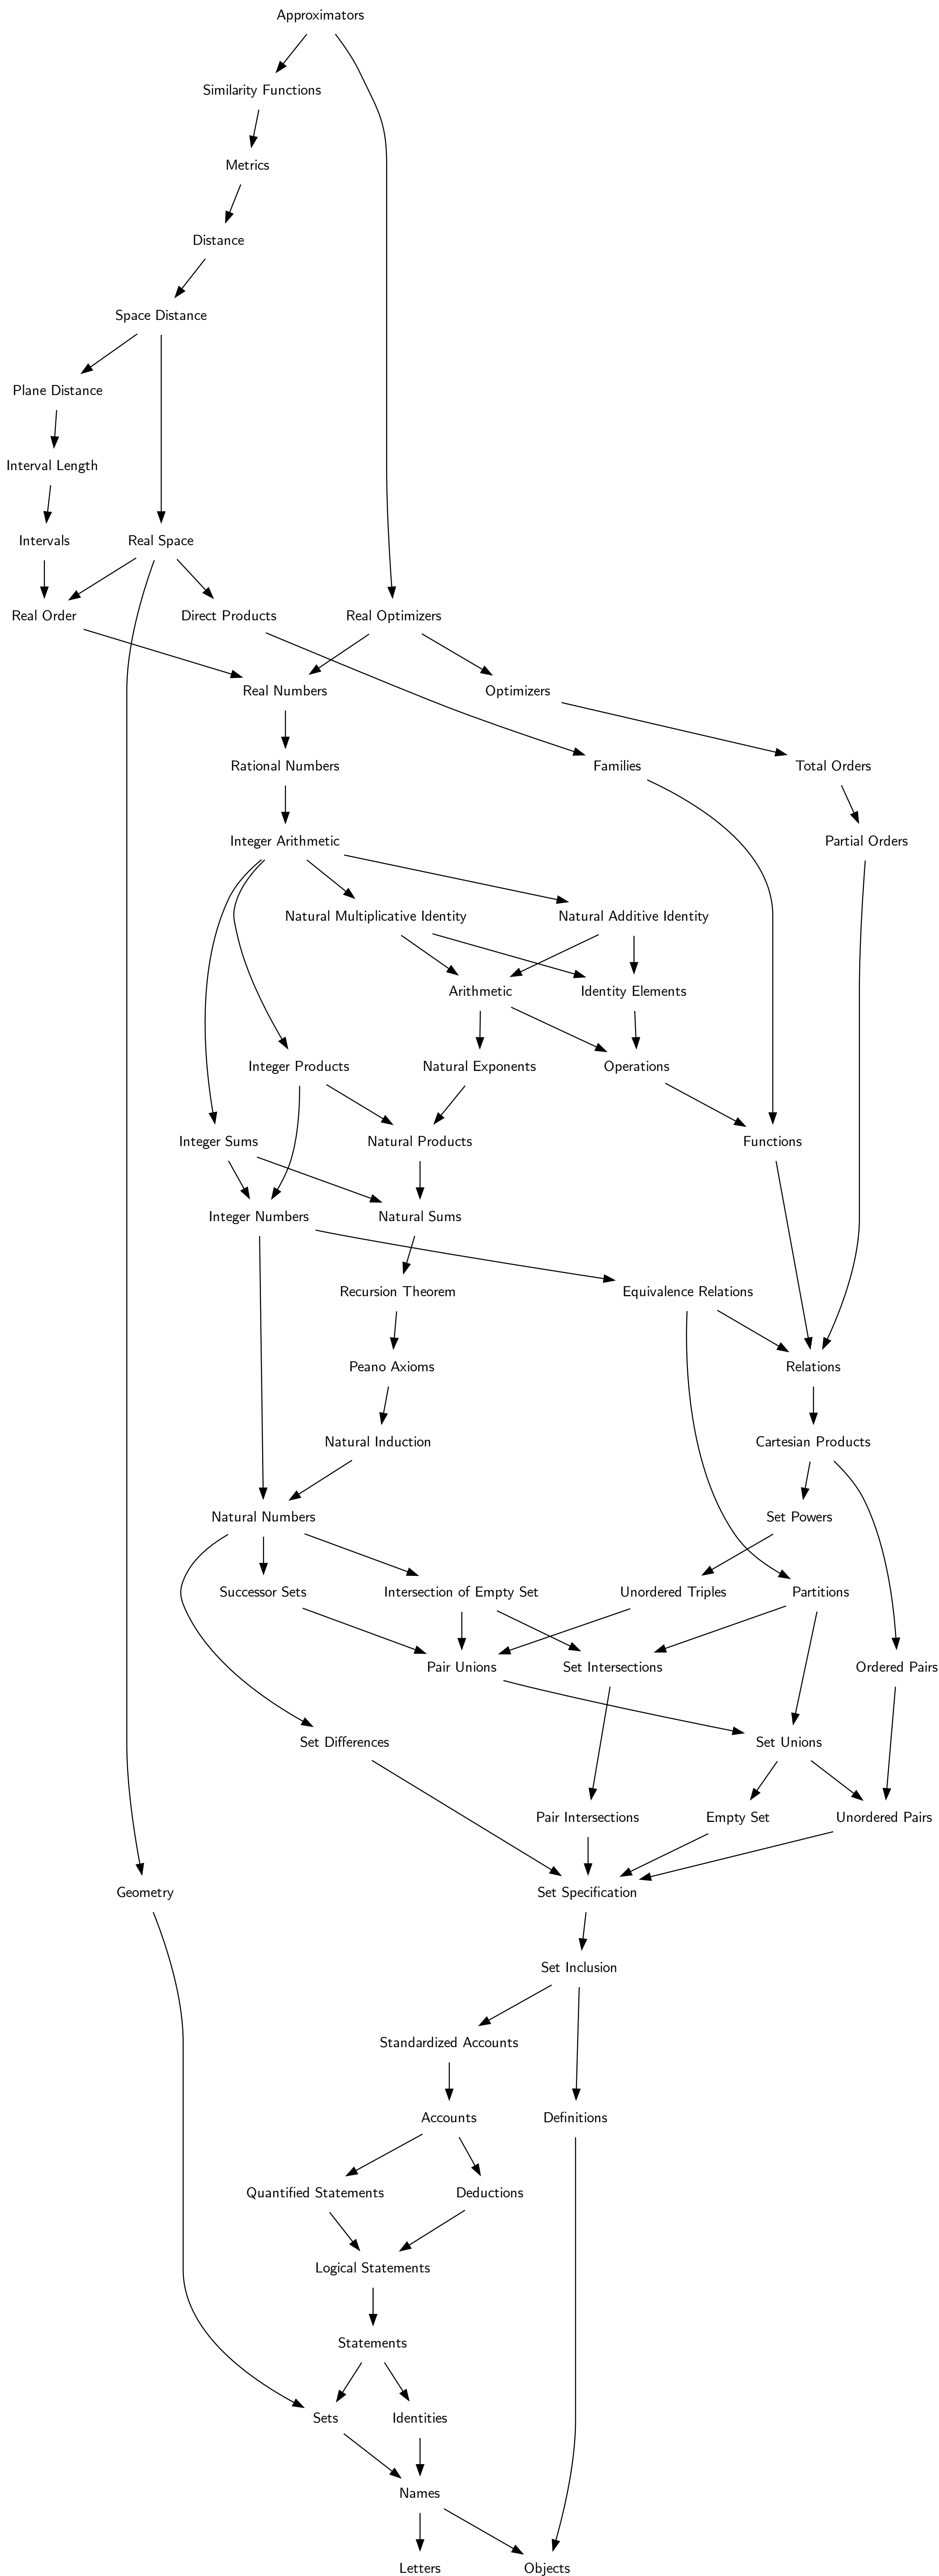 Approximators
Similarity Functions
Metrics
Distance
Space Distance
Plane Distance
Interval Length
Intervals
Real Space
Real Order
Direct Products
Real Optimizers
Real Numbers
Optimizers
Rational Numbers
Families
Total Orders
Integer Arithmetic
Partial Orders
Natural Multiplicative Identity
Natural Additive Identity
Arithmetic
Identity Elements
Integer Products
Natural Exponents
Operations
Integer Sums
Natural Products
Functions
Integer Numbers
Natural Sums
Recursion Theorem
Equivalence Relations
Peano Axioms
Relations
Natural Induction
Cartesian Products
Natural Numbers
Set Powers
Successor Sets
Intersection of Empty Set
Unordered Triples
Partitions
Pair Unions
Set Intersections
Ordered Pairs
Set Differences
Set Unions
Pair Intersections
Empty Set
Unordered Pairs
Geometry
Set Specification
Set Inclusion
Standardized Accounts
Accounts
Definitions
Quantified Statements
Deductions
Logical Statements
Statements
Sets
Identities
Names
Letters
Objects